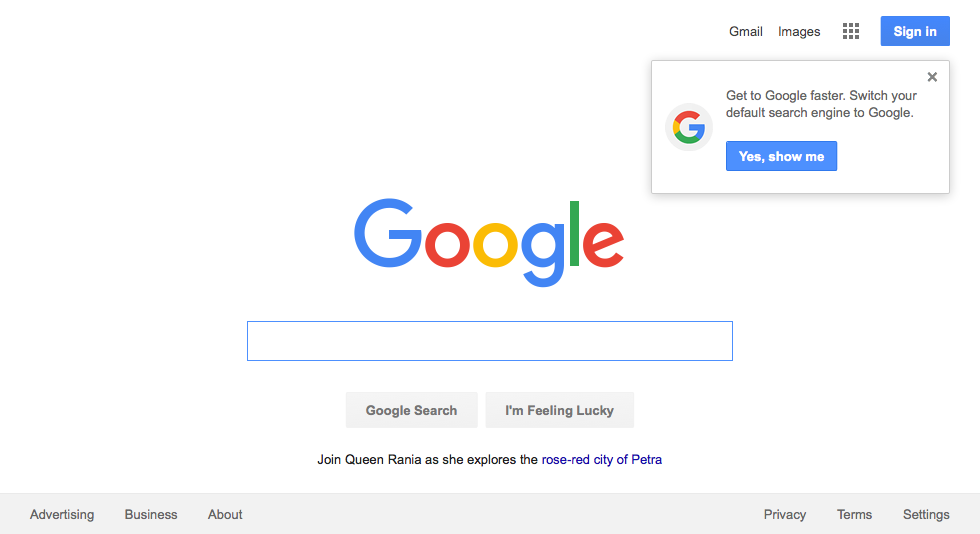 Gmail Images Sign in
Get to Google faster. Switch your
default search engine to Google.
Yes, show me
Google
Google Search I'm Feeling Lucky
Join Queen Rania as she explores the rose-red city of Petra
Advertising Business About Privacy Terms Settings